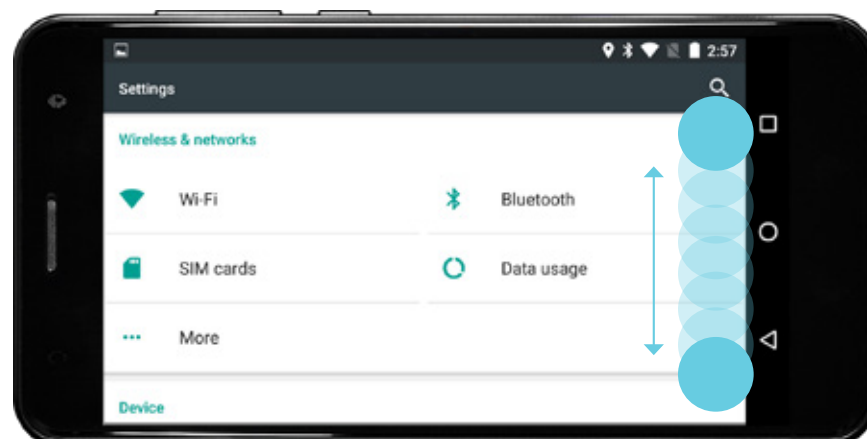 2:57
Settings
Wireless & networks
Wi-Fi
Bluetooth
SIM cards
Data usage
More
Device